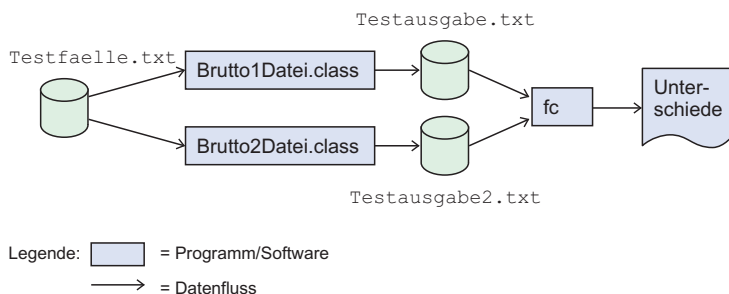 Testausgabe.txt
Testfaelle.txt
Brutto1Datei.class
fc
Unter-
schiede
Brutto2Datei.class
Testausgabe2.txt
Legende:
= Programm/Software
= Datenfluss